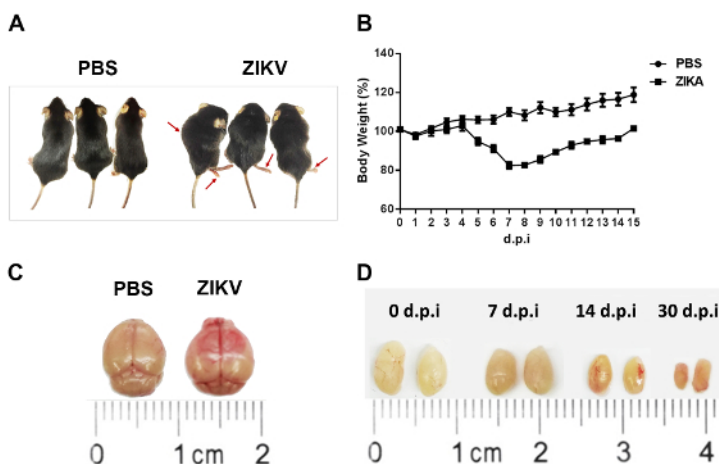 A
PBS ZIKV
B
Body Weight (%)
140
120
100
80
60
0 1 2 3 4 5 6 7 8 9 10 11 12 13 14 15
d.p.i
PBS
ZIKA
C
PBS ZIKV
0 1 cm 2
D
0 d.p.i 7 d.p.i 14 d.p.i 30 d.p.i
0 1 cm 2 3 4